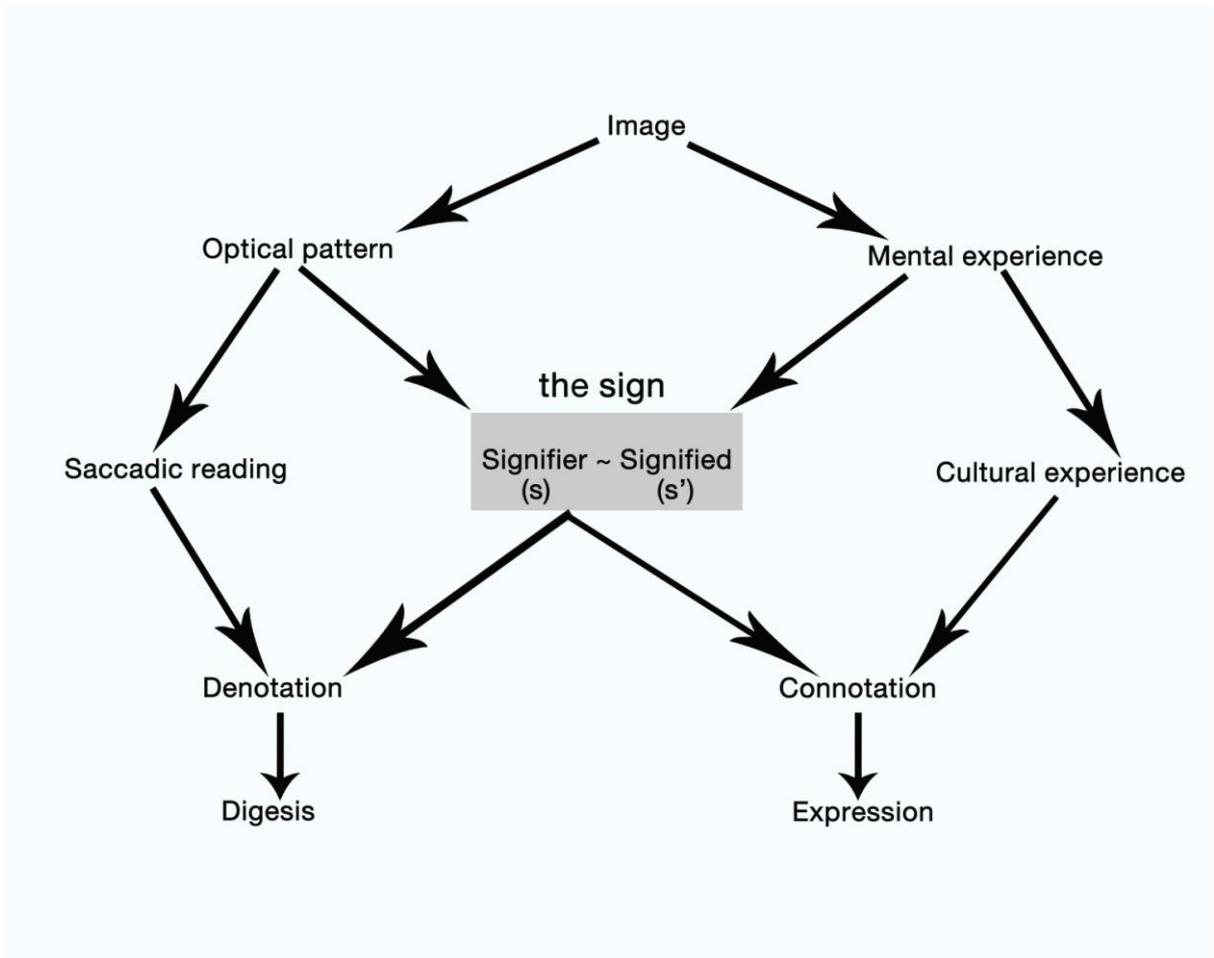 Image
Optical pattern
Mental experience
the sign
Signifier ~ Signified
(s) (s’)
Saccadic reading
Cultural experience
Denotation
Connotation
Digesis
Expression